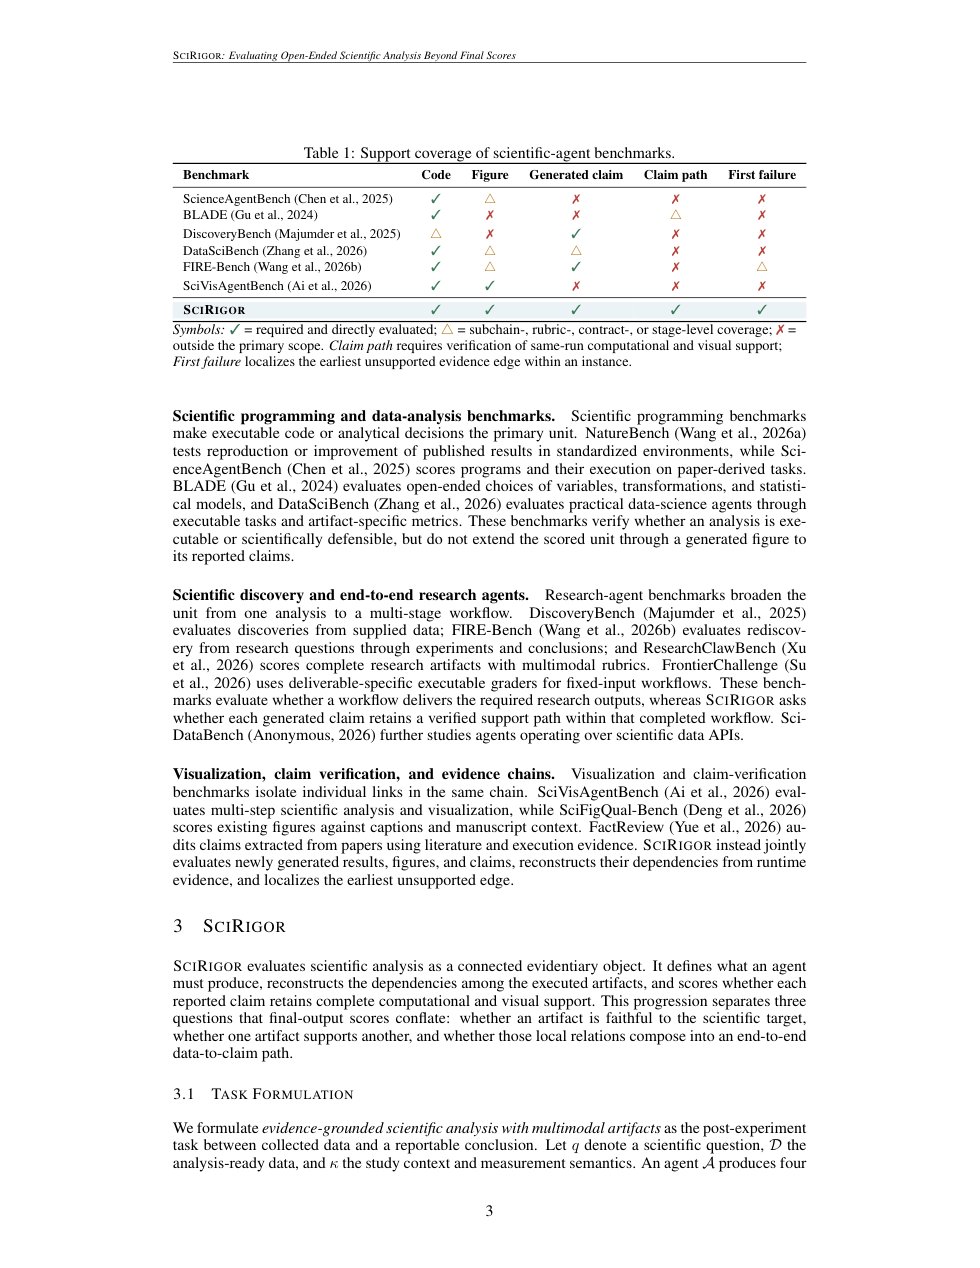 SCIRIGOR: Evaluating Open-Ended Scientific Analysis Beyond Final Scores
Table 1: Support coverage of scientific-agent benchmarks.
Benchmark Code Figure Generated claim Claim path First failure
ScienceAgentBench (Chen et al., 2025) ✓ △ ✗ ✗ ✗
BLADE (Gu et al., 2024) ✓ ✗ ✗ △ ✗
DiscoveryBench (Majumder et al., 2025) △ ✗ ✓ ✗ ✗
DataSciBench (Zhang et al., 2026) ✓ △ △ ✗ ✗
FIRE-Bench (Wang et al., 2026b) ✓ △ ✓ ✗ △
SciVisAgentBench (Ai et al., 2026) ✓ ✓ ✗ ✗ ✗
SCIRIGOR ✓ ✓ ✓ ✓ ✓
Symbols: ✓ = required and directly evaluated; △ = subchain-, rubric-, contract-, or stage-level coverage; ✗ =
outside the primary scope. Claim path requires verification of same-run computational and visual support;
First failure localizes the earliest unsupported evidence edge within an instance.
Scientific programming and data-analysis benchmarks. Scientific programming benchmarks
make executable code or analytical decisions the primary unit. NatureBench (Wang et al., 2026a)
tests reproduction or improvement of published results in standardized environments, while Sci-
enceAgentBench (Chen et al., 2025) scores programs and their execution on paper-derived tasks.
BLADE (Gu et al., 2024) evaluates open-ended choices of variables, transformations, and statisti-
cal models, and DataSciBench (Zhang et al., 2026) evaluates practical data-science agents through
executable tasks and artifact-specific metrics. These benchmarks verify whether an analysis is exe-
cutable or scientifically defensible, but do not extend the scored unit through a generated figure to
its reported claims.
Scientific discovery and end-to-end research agents. Research-agent benchmarks broaden the
unit from one analysis to a multi-stage workflow. DiscoveryBench (Majumder et al., 2025)
evaluates discoveries from supplied data; FIRE-Bench (Wang et al., 2026b) evaluates rediscov-
ery from research questions through experiments and conclusions; and ResearchClawBench (Xu
et al., 2026) scores complete research artifacts with multimodal rubrics. FrontierChallenge (Su
et al., 2026) uses deliverable-specific executable graders for fixed-input workflows. These bench-
marks evaluate whether a workflow delivers the required research outputs, whereas SCIRIGOR asks
whether each generated claim retains a verified support path within that completed workflow. Sci-
DataBench (Anonymous, 2026) further studies agents operating over scientific data APIs.
Visualization, claim verification, and evidence chains. Visualization and claim-verification
benchmarks isolate individual links in the same chain. SciVisAgentBench (Ai et al., 2026) eval-
uates multi-step scientific analysis and visualization, while SciFigQual-Bench (Deng et al., 2026)
scores existing figures against captions and manuscript context. FactReview (Yue et al., 2026) au-
dits claims extracted from papers using literature and execution evidence. SCIRIGOR instead jointly
evaluates newly generated results, figures, and claims, reconstructs their dependencies from runtime
evidence, and localizes the earliest unsupported edge.
3 SCIRIGOR
SCIRIGOR evaluates scientific analysis as a connected evidentiary object. It defines what an agent
must produce, reconstructs the dependencies among the executed artifacts, and scores whether each
reported claim retains complete computational and visual support. This progression separates three
questions that final-output scores conflate: whether an artifact is faithful to the scientific target,
whether one artifact supports another, and whether those local relations compose into an end-to-end
data-to-claim path.
3.1 TASK FORMULATION
We formulate evidence-grounded scientific analysis with multimodal artifacts as the post-experiment
task between collected data and a reportable conclusion. Let q denote a scientific question, 𝒟 the
analysis-ready data, and κ the study context and measurement semantics. An agent 𝒜 produces four
3